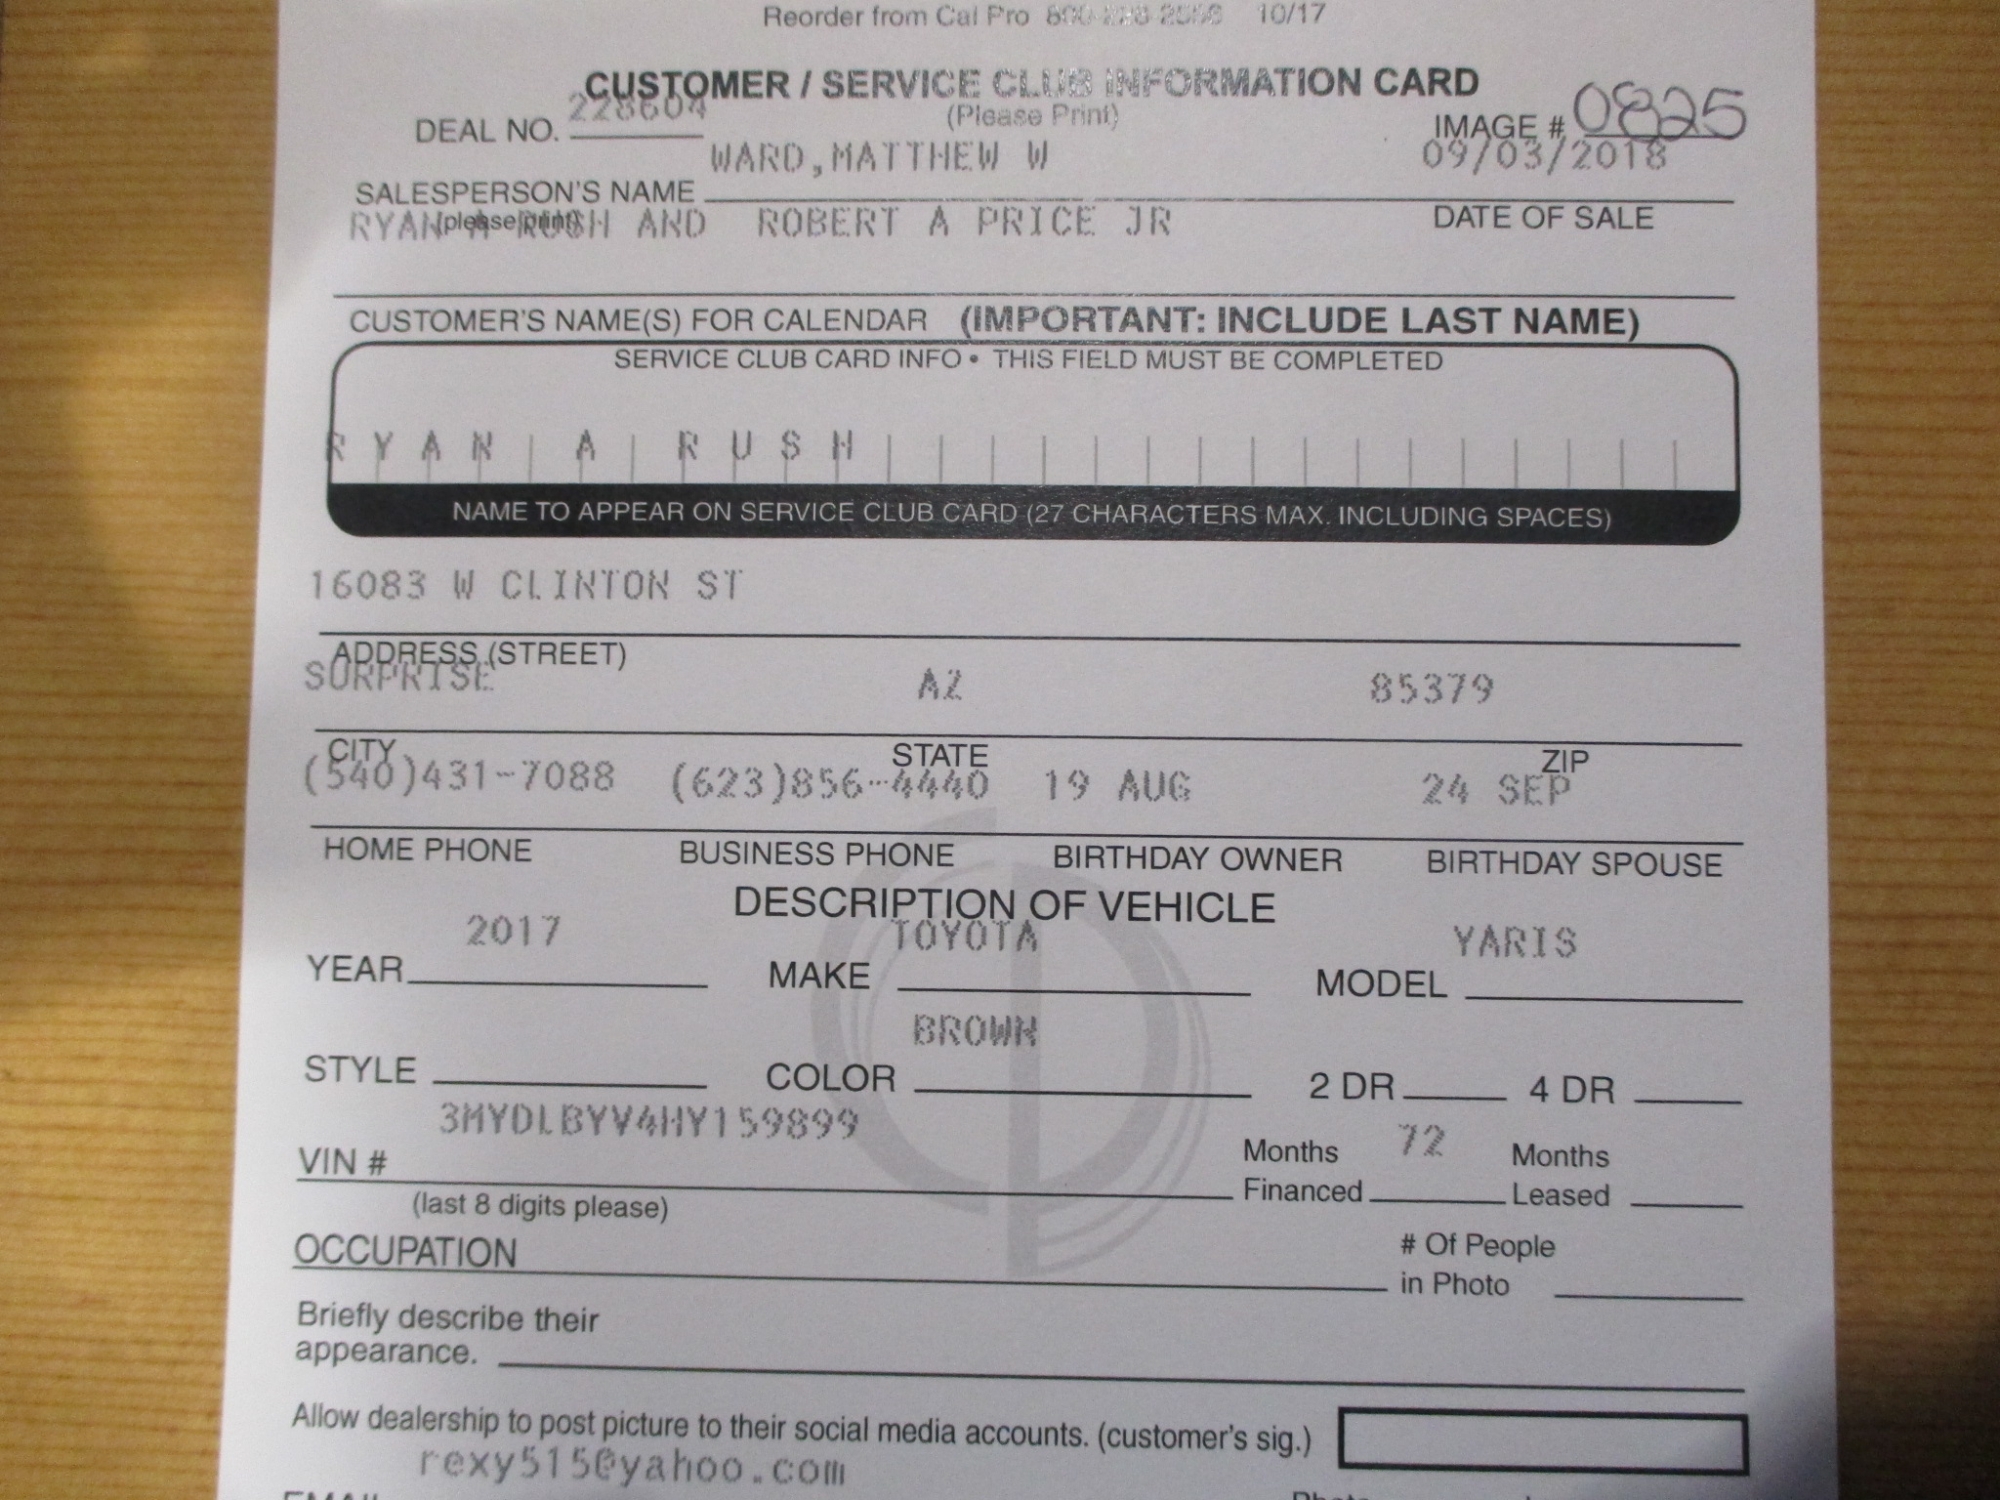 Reorder from Cal Pro 800-228-2056 10/17
CUSTOMER / SERVICE CLUB INFORMATION CARD
(Please Print)
DEAL NO. 228604
IMAGE # 0825
WARD,MATTHEW W
09/03/2018
SALESPERSON'S NAME
(please print)
DATE OF SALE
RYAN A RUSH AND ROBERT A PRICE JR
CUSTOMER'S NAME(S) FOR CALENDAR (IMPORTANT: INCLUDE LAST NAME)
SERVICE CLUB CARD INFO • THIS FIELD MUST BE COMPLETED
RYAN A RUSH
NAME TO APPEAR ON SERVICE CLUB CARD (27 CHARACTERS MAX. INCLUDING SPACES)
16083 W CLINTON ST
ADDRESS (STREET)
SURPRISE AZ 85379
CITY STATE ZIP
(540)431-7088 (623)856-4440 19 AUG 24 SEP
HOME PHONE BUSINESS PHONE BIRTHDAY OWNER BIRTHDAY SPOUSE
DESCRIPTION OF VEHICLE
2017 TOYOTA YARIS
YEAR MAKE MODEL
BROWN
STYLE COLOR 2 DR 4 DR
3MYDLBYV4HY159899
VIN # Months Financed 72 Months Leased
(last 8 digits please)
OCCUPATION # Of People in Photo
Briefly describe their
appearance.
Allow dealership to post picture to their social media accounts. (customer's sig.)
rexy515@yahoo.com